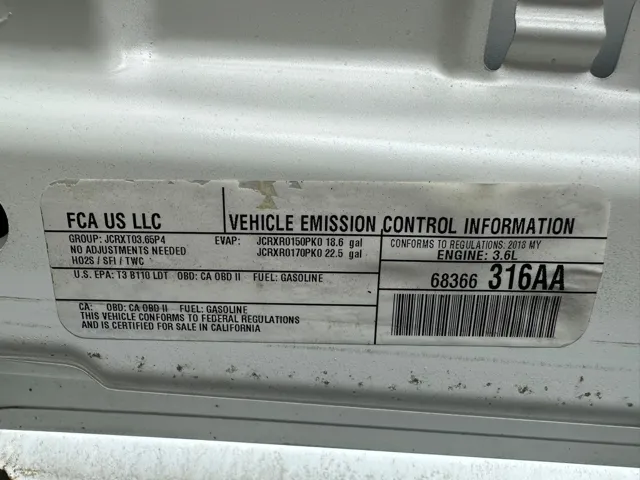 FCA US LLC
VEHICLE EMISSION CONTROL INFORMATION
GROUP: JCRXT03.65P4
NO ADJUSTMENTS NEEDED
HO2S / SFI / TWC
EVAP: JCRXR0150PK0 18.6 gal
JCRXR0170PK0 22.5 gal
CONFORMS TO REGULATIONS: 2018 MY
ENGINE: 3.6L
U.S. EPA: T3 B110 LDT OBD: CA OBD II FUEL: GASOLINE
68366 316AA
CA: OBD: CA OBD II FUEL: GASOLINE
THIS VEHICLE CONFORMS TO FEDERAL REGULATIONS
AND IS CERTIFIED FOR SALE IN CALIFORNIA